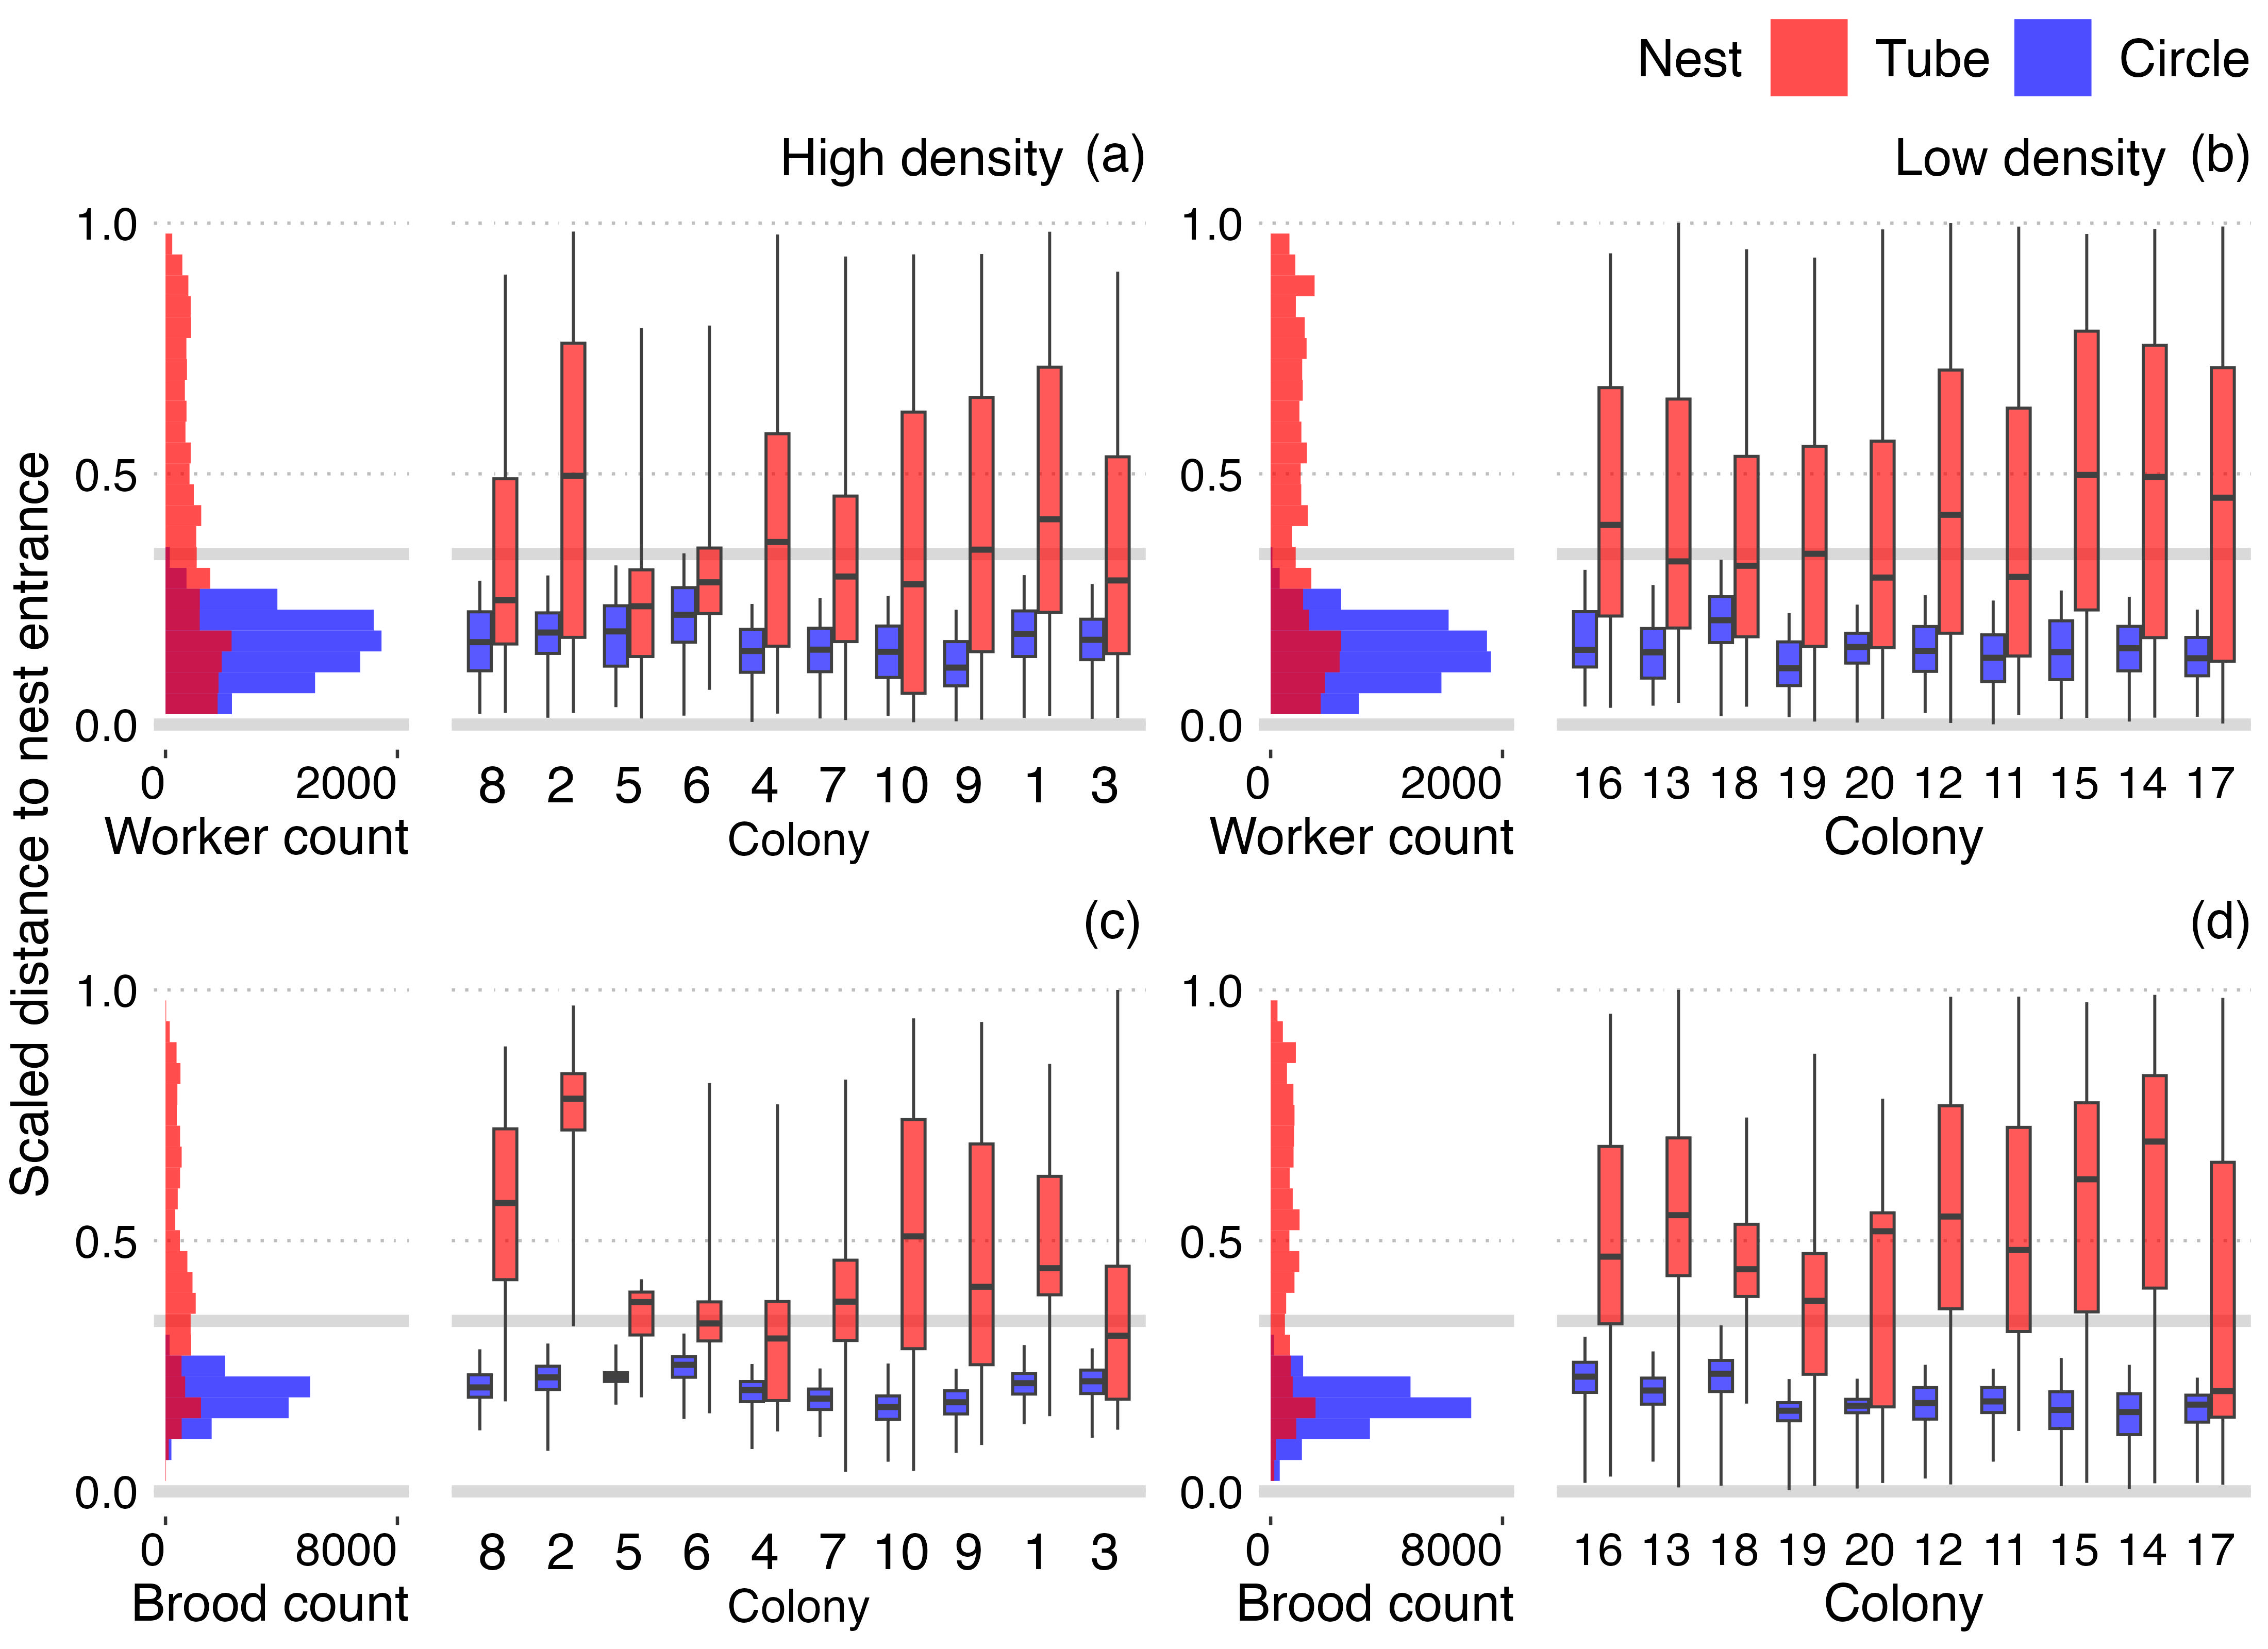 Nest Tube Circle
High density (a)
Low density (b)
Scaled distance to nest entrance
1.0
0.5
0.0
0 2000
Worker count
8 2 5 6 4 7 10 9 1 3
Colony
1.0
0.5
0.0
0 2000
Worker count
16 13 18 19 20 12 11 15 14 17
Colony
(c)
(d)
1.0
0.5
0.0
0 8000
Brood count
8 2 5 6 4 7 10 9 1 3
Colony
1.0
0.5
0.0
0 8000
Brood count
16 13 18 19 20 12 11 15 14 17
Colony